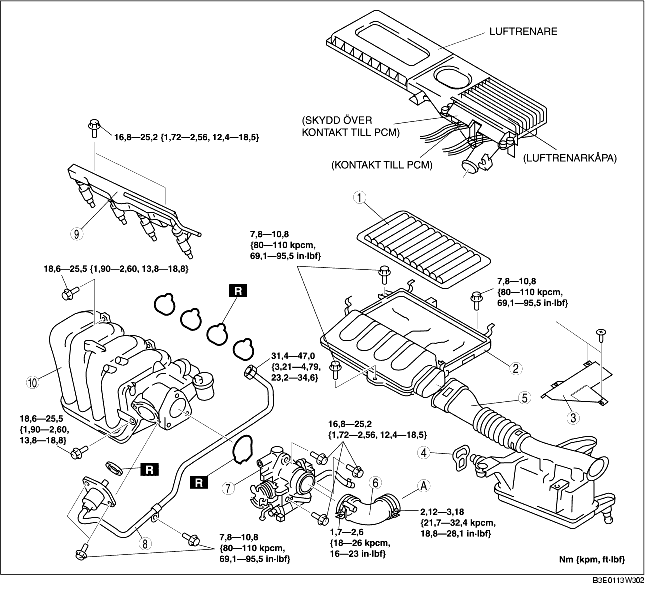 LUFTRENARE
(SKYDD ÖVER
KONTAKT TILL PCM)
(KONTAKT TILL PCM)
(LUFTRENARKÅPA)
16,8—25,2 {1,72—2,56, 12,4—18,5}
9
1
7,8—10,8
{80—110 kpcm,
69,1—95,5 in·lbf}
18,6—25,5 {1,90—2,60, 13,8—18,8}
7,8—10,8
{80—110 kpcm,
69,1—95,5 in·lbf}
R
31,4—47,0
{3,21—4,79,
23,2—34,6}
2
10
5
3
18,6—25,5
{1,90—2,60,
13,8—18,8}
16,8—25,2
{1,72—2,56, 12,4—18,5}
4
R
R
7
6
A
8
2,12—3,18
{21,7—32,4 kpcm,
18,8—28,1 in·lbf}
1,7—2,6
{18—26 kpcm,
16—23 in·lbf}
7,8—10,8
{80—110 kpcm,
69,1—95,5 in·lbf}
Nm {kpm, ft·lbf}
B3E0113W302